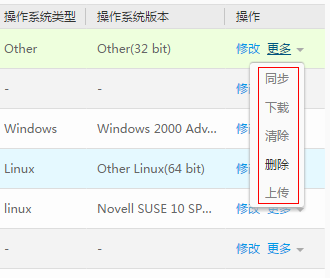 操作系统类型 操作系统版本 操作
Other Other(32 bit) 修改 更多
同步
- - 修
下载
Windows Windows 2000 Adv... 修
清除
Linux Other Linux(64 bit) 修
删除
linux Novell SUSE 10 SP... 修改 更多
上传
- - 修改 更多